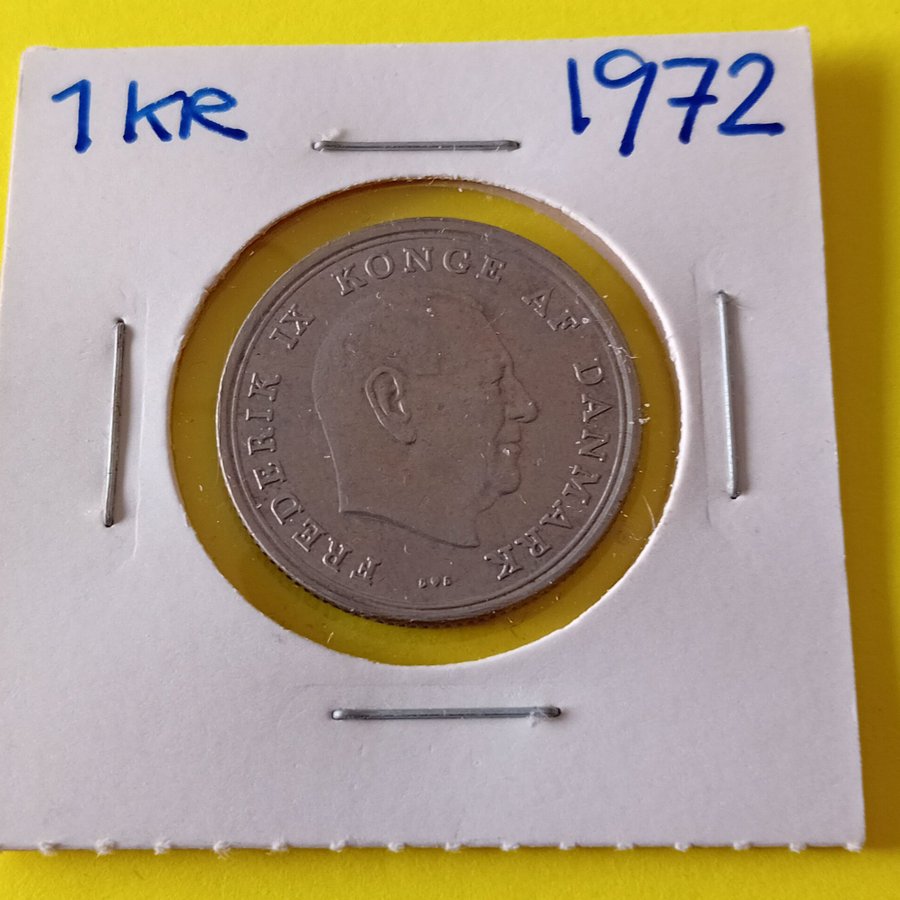 1 KR 1972
FREDERIK IX KONGE AF DANMARK